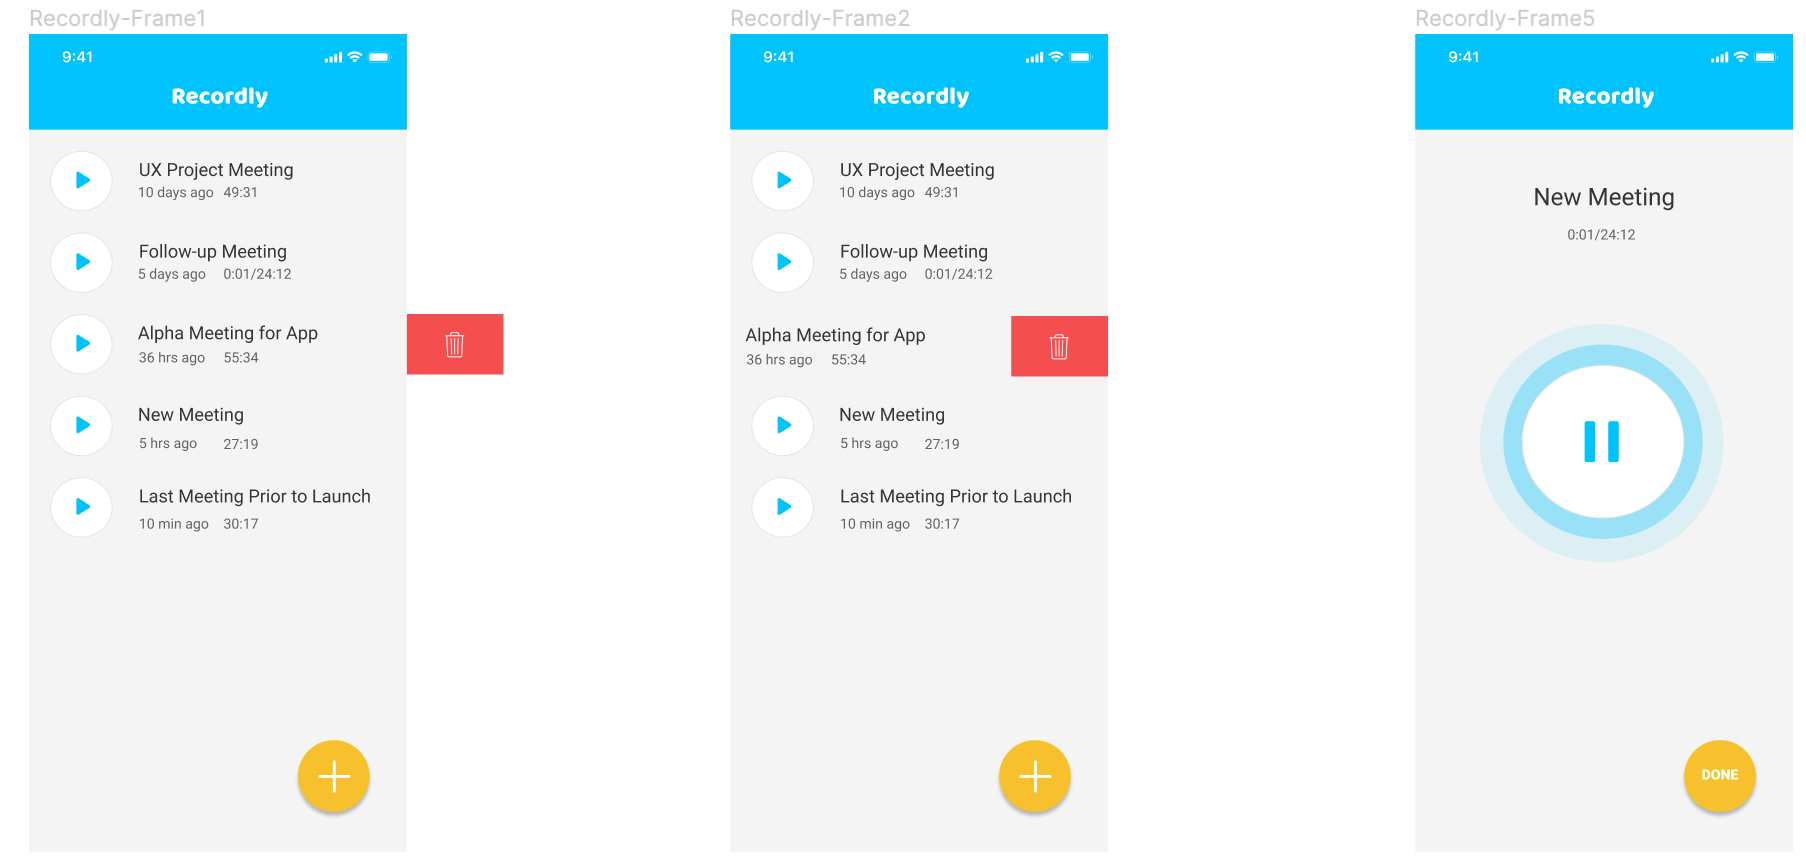 Recordly-Frame1
9:41
Recordly
UX Project Meeting
10 days ago 49:31
Follow-up Meeting
5 days ago 0:01/24:12
Alpha Meeting for App
36 hrs ago 55:34
New Meeting
5 hrs ago 27:19
Last Meeting Prior to Launch
10 min ago 30:17
Recordly-Frame2
9:41
Recordly
UX Project Meeting
10 days ago 49:31
Follow-up Meeting
5 days ago 0:01/24:12
Alpha Meeting for App
36 hrs ago 55:34
New Meeting
5 hrs ago 27:19
Last Meeting Prior to Launch
10 min ago 30:17
Recordly-Frame5
9:41
Recordly
New Meeting
0:01/24:12
DONE